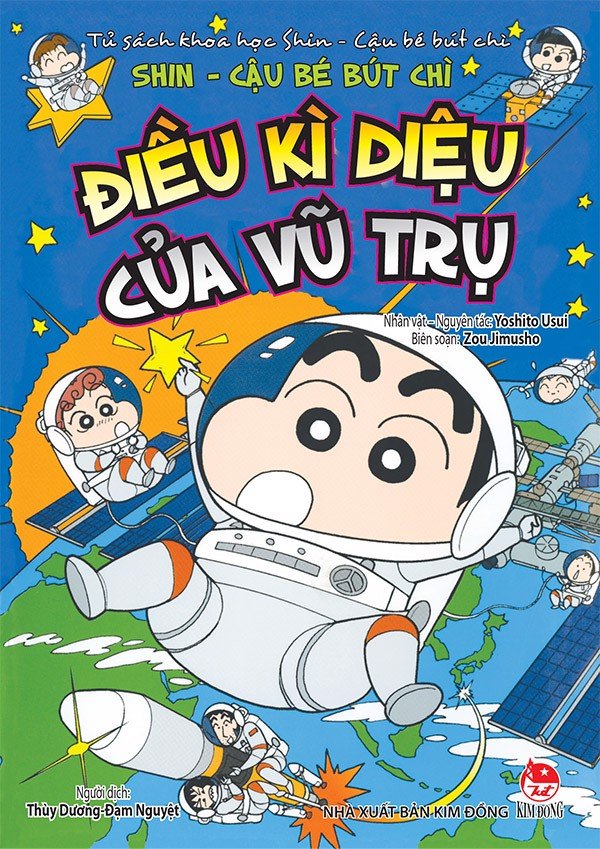 Tủ sách khoa học Shin - Cậu bé bút chì
SHIN - CẬU BÉ BÚT CHÌ
ĐIỀU KÌ DIỆU
CỦA VŨ TRỤ
Nhân vật – Nguyên tác: Yoshito Usui
Biên soạn: Zou Jimusho
Người dịch:
Thùy Dương-Đạm Nguyệt
NHÀ XUẤT BẢN KIM ĐỒNG
KIM ĐỒNG